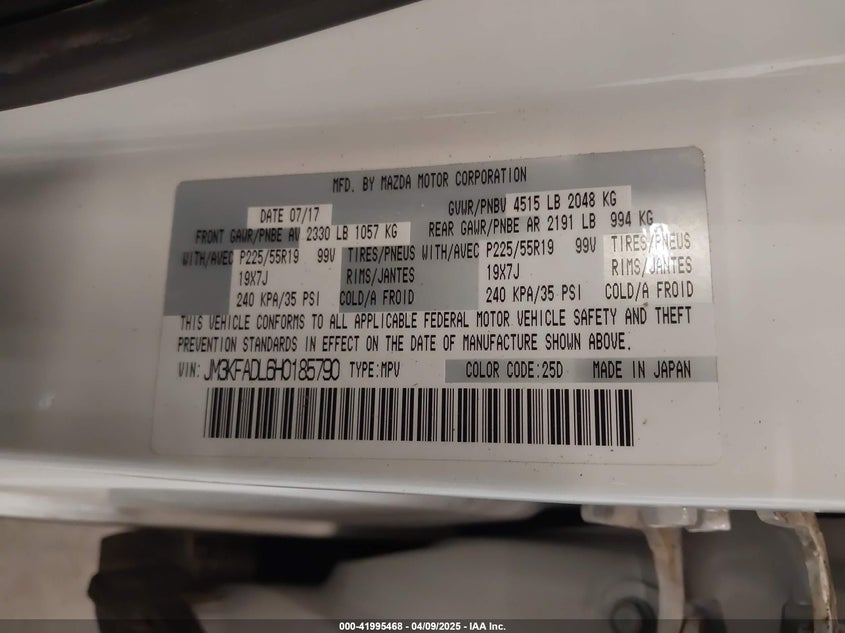 MFD. BY MAZDA MOTOR CORPORATION
DATE 07/17 GVWR/PNBV 4515 LB 2048 KG
FRONT GAWR/PNBE AV 2330 LB 1057 KG REAR GAWR/PNBE AR 2191 LB 994 KG
WITH/AVEC P225/55R19 99V TIRES/PNEUS WITH/AVEC P225/55R19 99V TIRES/PNEUS
19X7J RIMS/JANTES 19X7J RIMS/JANTES
240 KPA/35 PSI COLD/A FROID 240 KPA/35 PSI COLD/A FROID
THIS VEHICLE CONFORMS TO ALL APPLICABLE FEDERAL MOTOR VEHICLE SAFETY AND THEFT
PREVENTION STANDARDS IN EFFECT ON THE DATE OF MANUFACTURE SHOWN ABOVE.
VIN: JM3KFADL6H0185790 TYPE:MPV COLOR CODE:25D MADE IN JAPAN
000-41995468 | 04/09/2025 - IAA Inc.